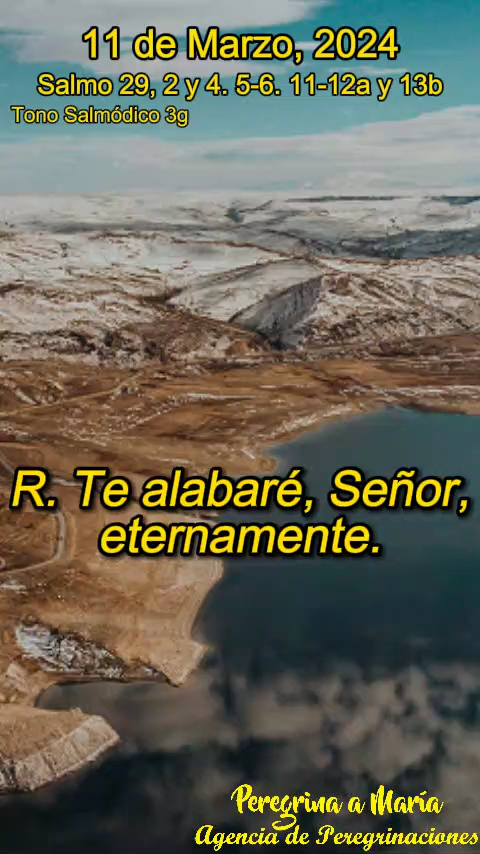 11 de Marzo, 2024
Salmo 29, 2 y 4. 5-6. 11-12a y 13b
Tono Salmódico 3g
R. Te alabaré, Señor,
eternamente.
Peregrina a María
Agencia de Peregrinaciones